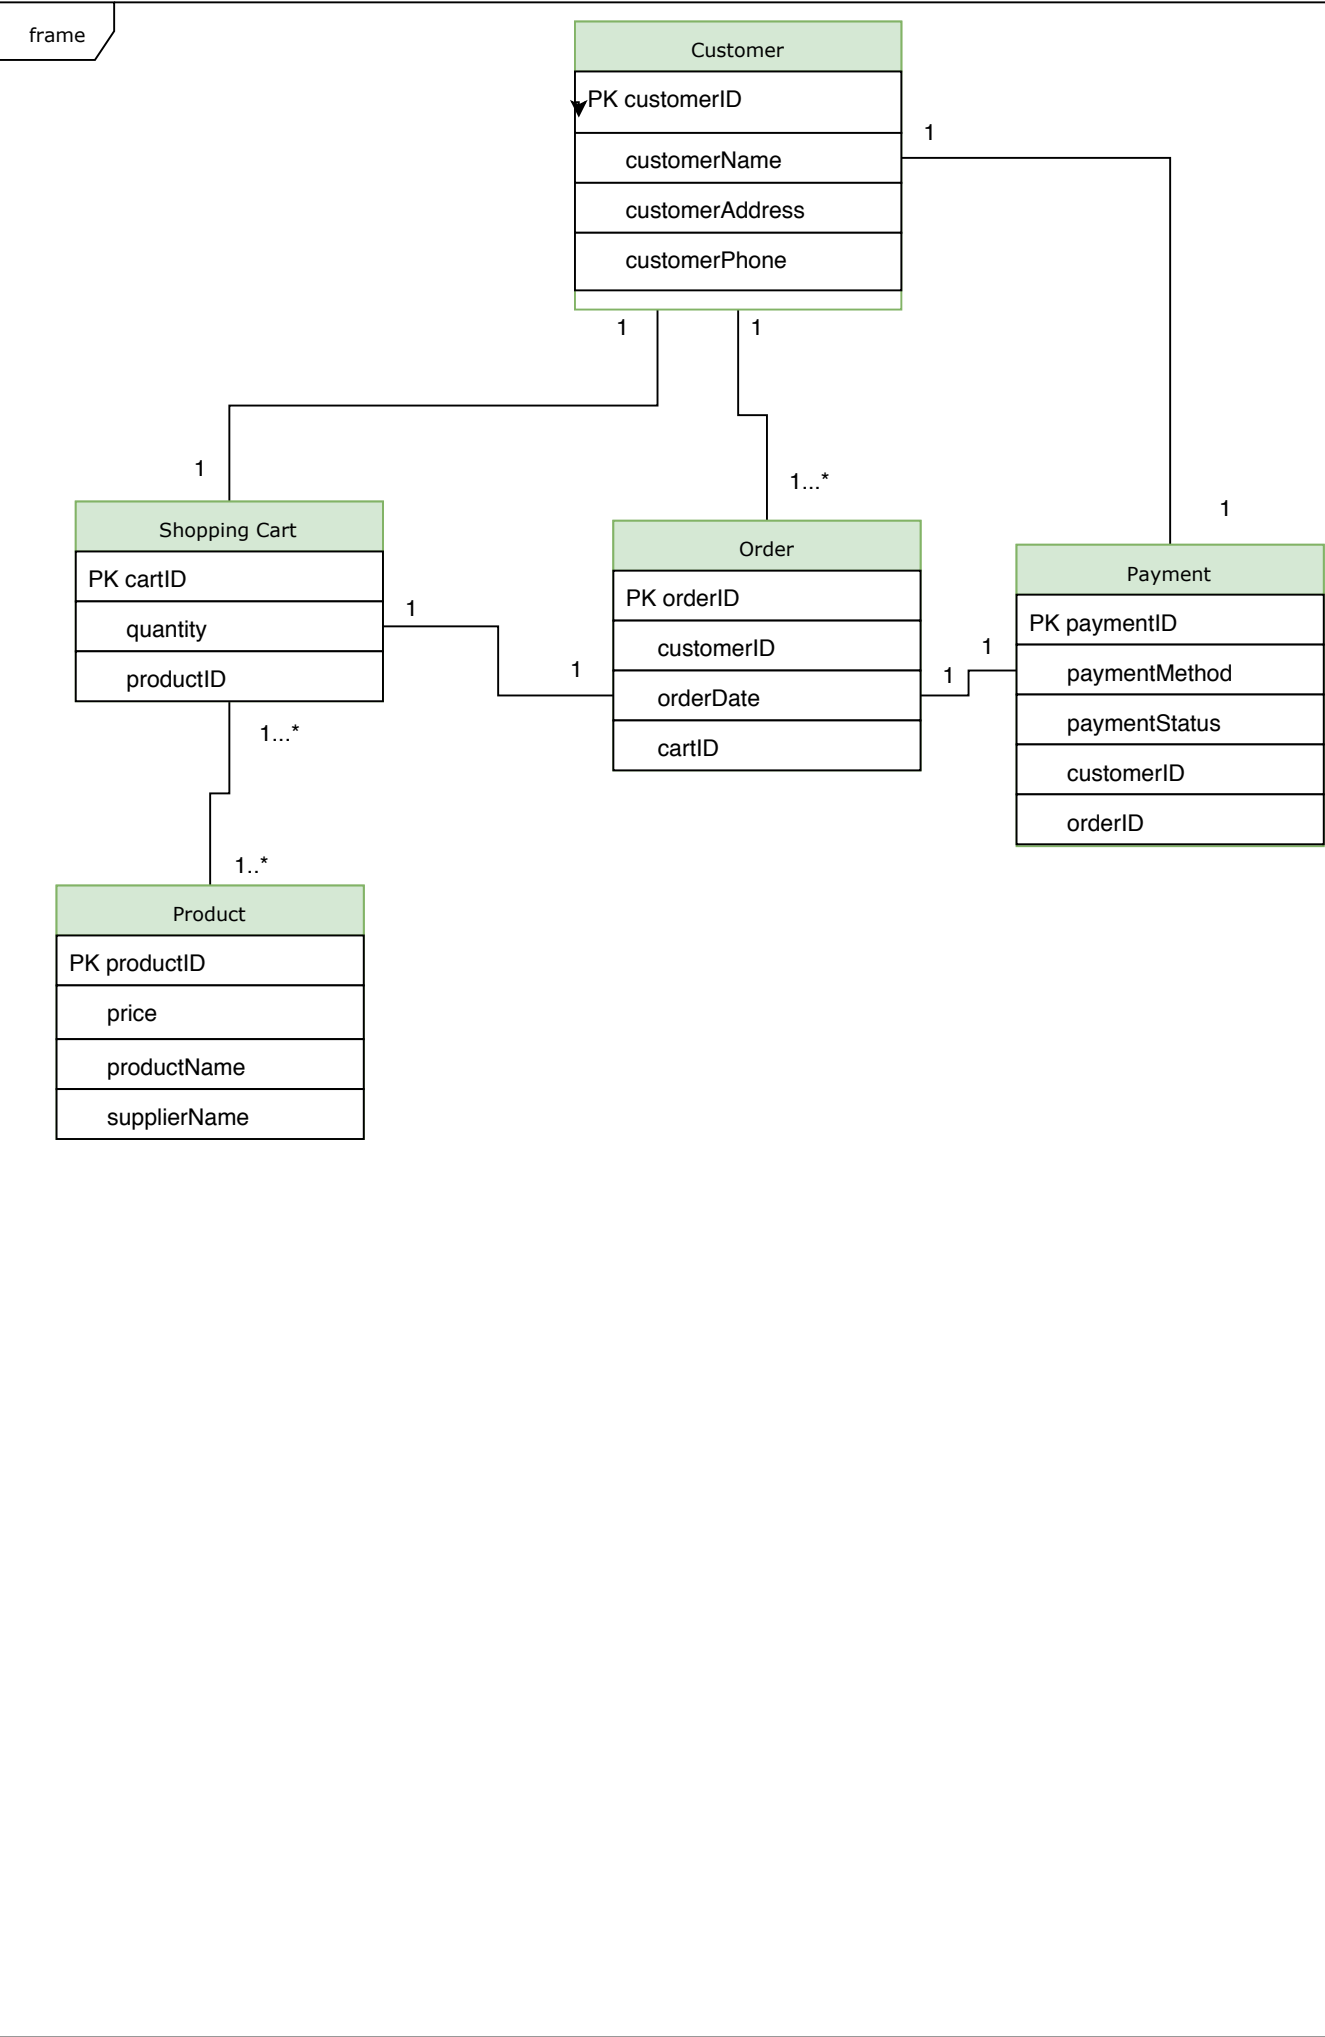 frame
Customer
PK customerID
customerName
customerAddress
customerPhone
1
1
1
1
1...*
1
Shopping Cart
PK cartID
quantity
productID
1
1
Order
PK orderID
customerID
orderDate
cartID
1
1
Payment
PK paymentID
paymentMethod
paymentStatus
customerID
orderID
1...*
1..*
Product
PK productID
price
productName
supplierName